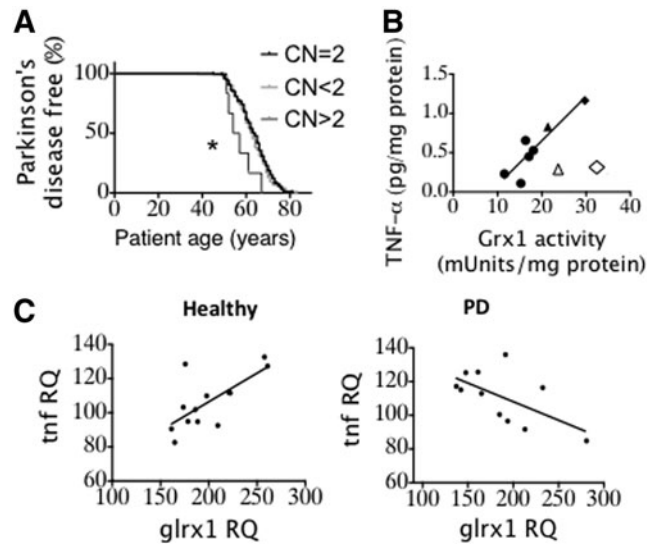 A
Parkinson's
disease free (%)
100
50
0
*
0 20 40 60 80
Patient age (years)
CN=2
CN<2
CN>2
B
TNF-α (pg/mg protein)
1.5
1.0
0.5
0.0
0 10 20 30 40
Grx1 activity
(mUnits/mg protein)
C
Healthy
tnf RQ
140
120
100
80
60
100 150 200 250 300
glrx1 RQ
PD
tnf RQ
140
120
100
80
60
100 150 200 250 300
glrx1 RQ